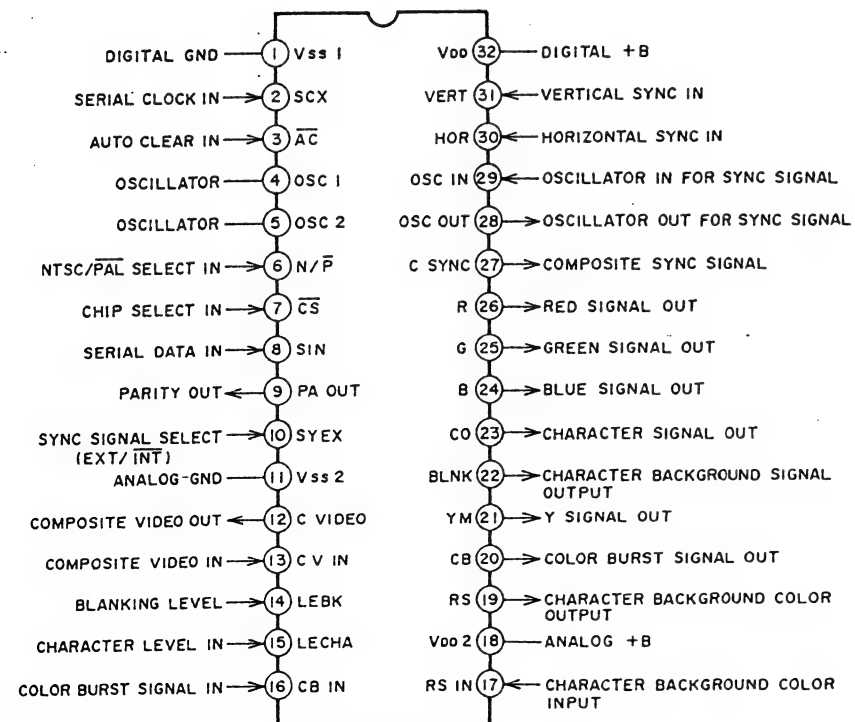 DIGITAL GND 1 Vss 1
SERIAL CLOCK IN 2 SCX
AUTO CLEAR IN 3 A̅C̅
OSCILLATOR 4 OSC 1
OSCILLATOR 5 OSC 2
NTSC/P̅A̅L̅ SELECT IN 6 N/P̅
CHIP SELECT IN 7 C̅S̅
SERIAL DATA IN 8 SIN
PARITY OUT 9 PA OUT
SYNC SIGNAL SELECT 10 SYEX
(EXT/I̅N̅T̅)
ANALOG-GND 11 Vss 2
COMPOSITE VIDEO OUT 12 C VIDEO
COMPOSITE VIDEO IN 13 C V IN
BLANKING LEVEL 14 LEBK
CHARACTER LEVEL IN 15 LECHA
COLOR BURST SIGNAL IN 16 CB IN
VDD 32 DIGITAL +B
VERT 31 VERTICAL SYNC IN
HOR 30 HORIZONTAL SYNC IN
OSC IN 29 OSCILLATOR IN FOR SYNC SIGNAL
OSC OUT 28 OSCILLATOR OUT FOR SYNC SIGNAL
C SYNC 27 COMPOSITE SYNC SIGNAL
R 26 RED SIGNAL OUT
G 25 GREEN SIGNAL OUT
B 24 BLUE SIGNAL OUT
CO 23 CHARACTER SIGNAL OUT
BLNK 22 CHARACTER BACKGROUND SIGNAL
OUTPUT
YM 21 Y SIGNAL OUT
CB 20 COLOR BURST SIGNAL OUT
RS 19 CHARACTER BACKGROUND COLOR
OUTPUT
VDD 2 18 ANALOG +B
RS IN 17 CHARACTER BACKGROUND COLOR
INPUT